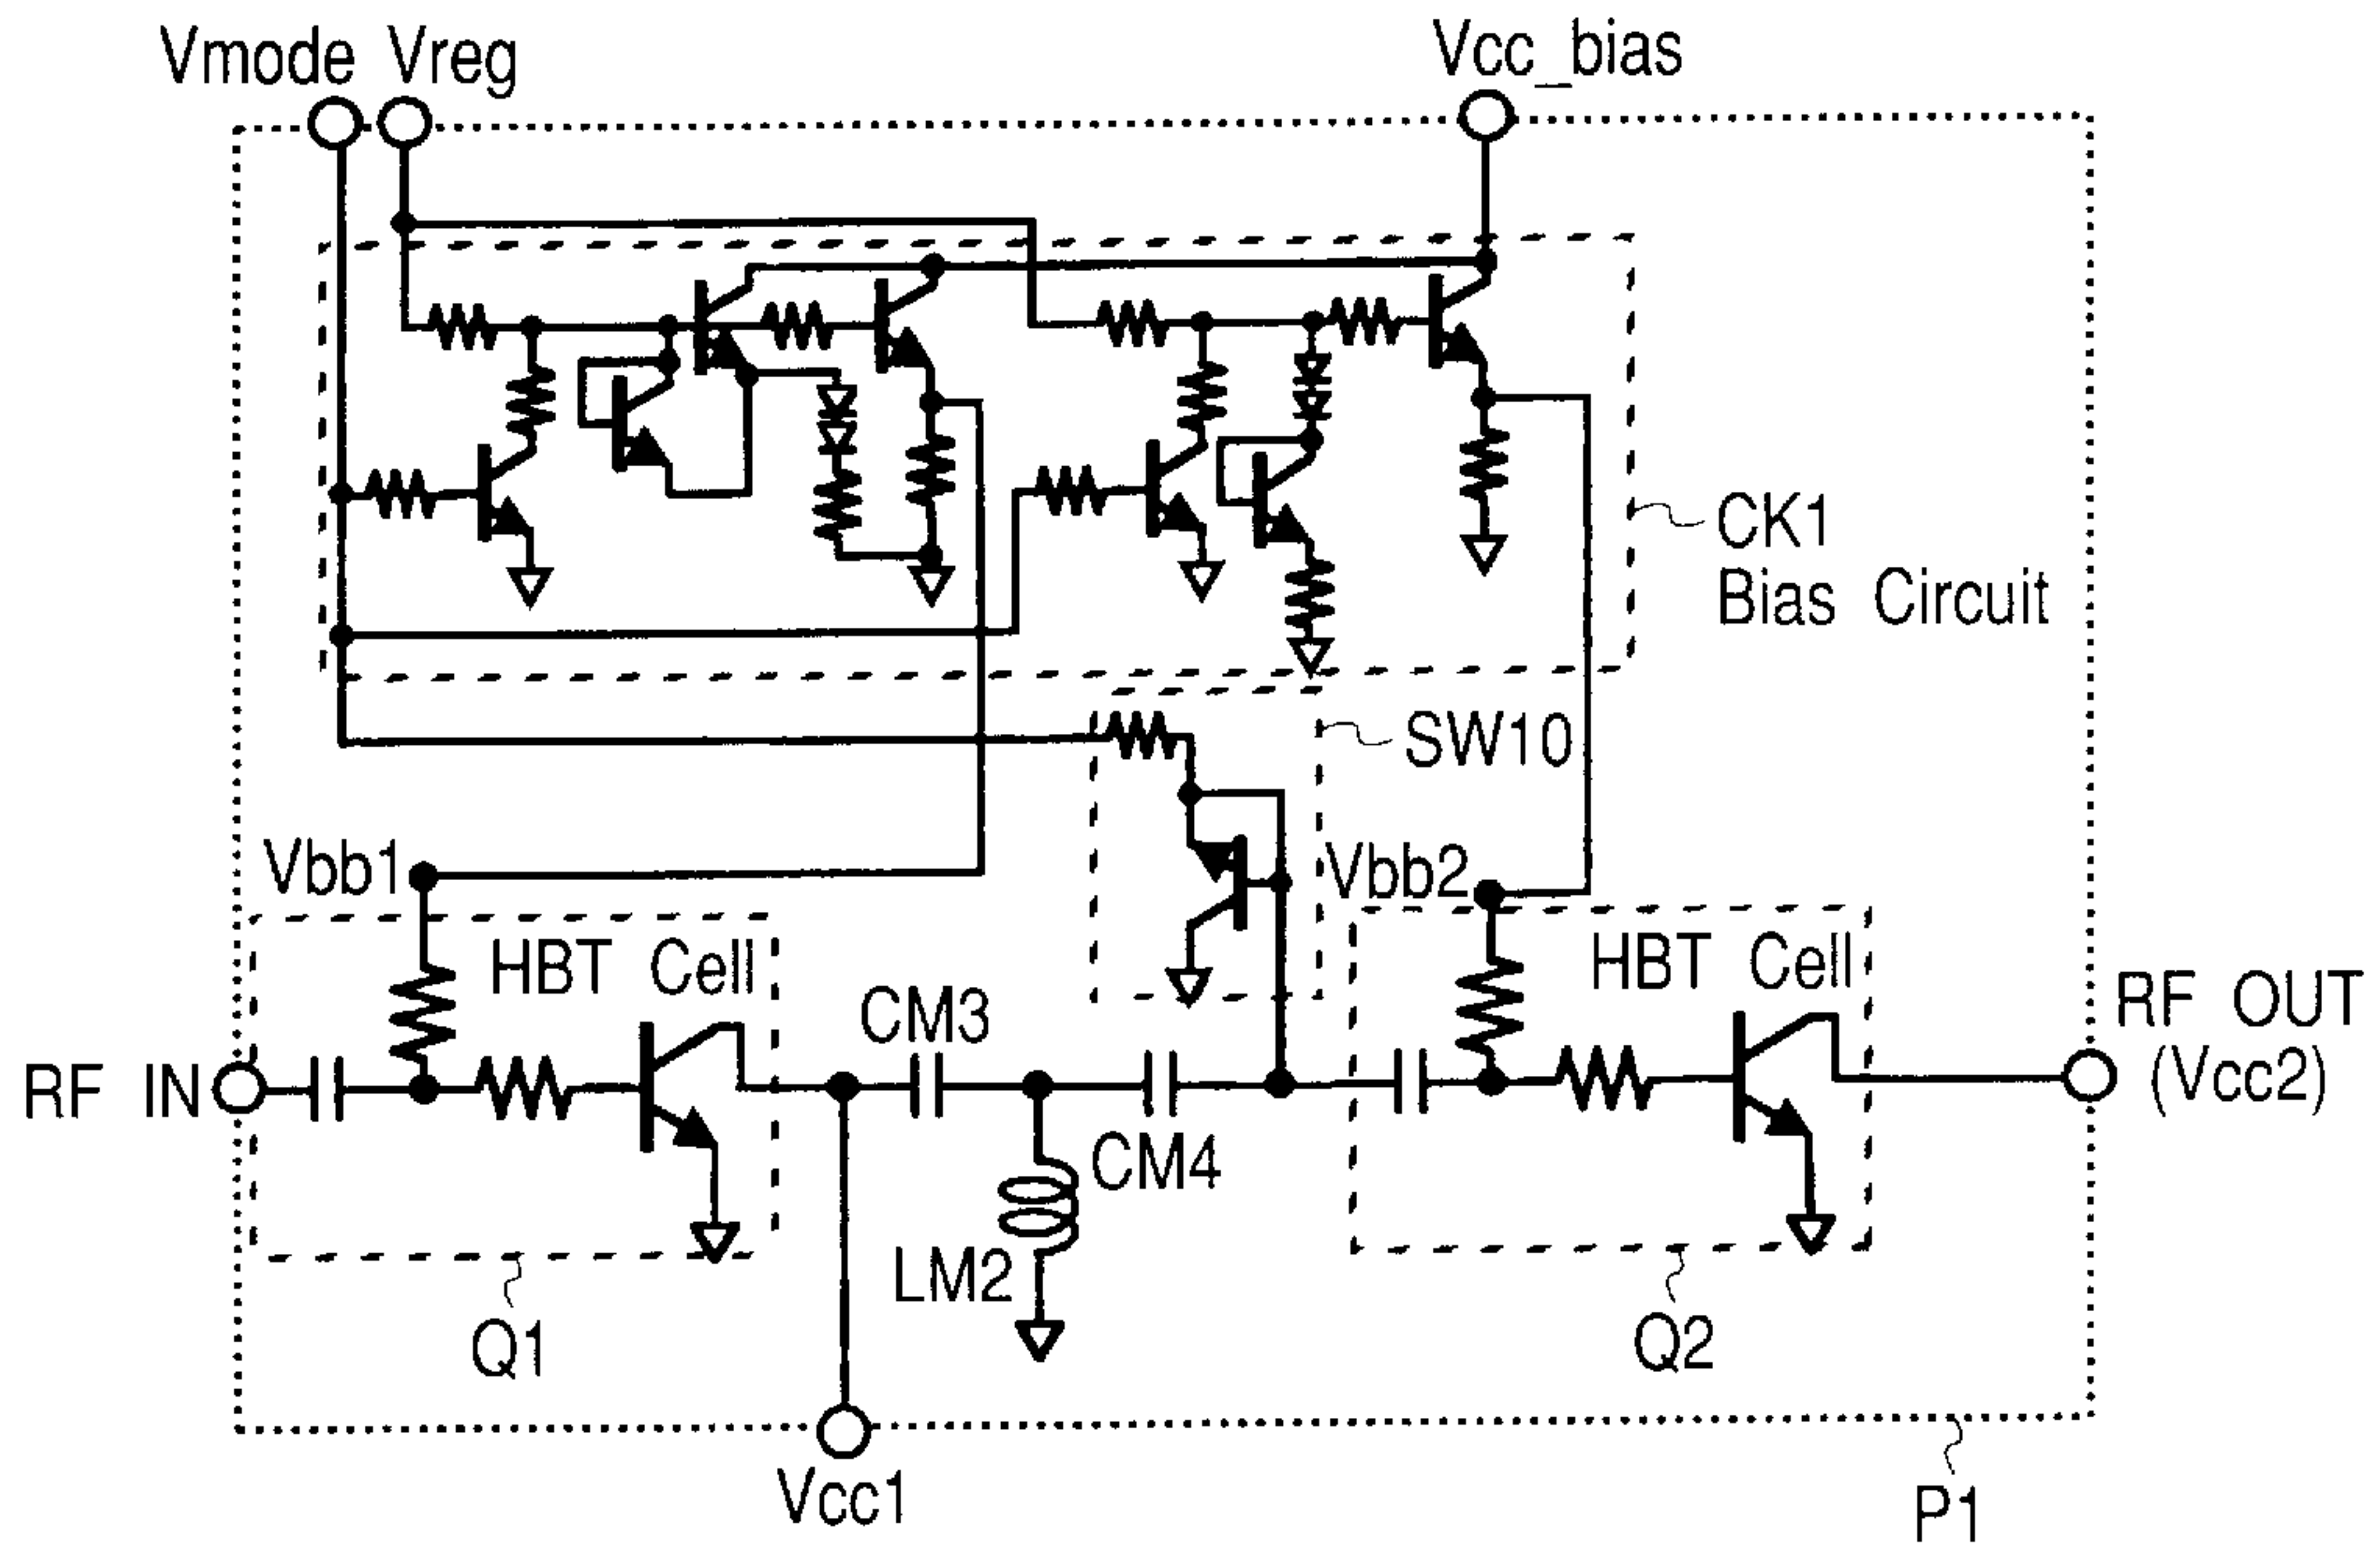 Vmode Vreg
Vcc_bias
CK1
Bias Circuit
SW10
Vbb1
Vbb2
HBT Cell
HBT Cell
CM3
RF IN
RF OUT
(Vcc2)
CM4
LM2
Q1
Q2
Vcc1
P1